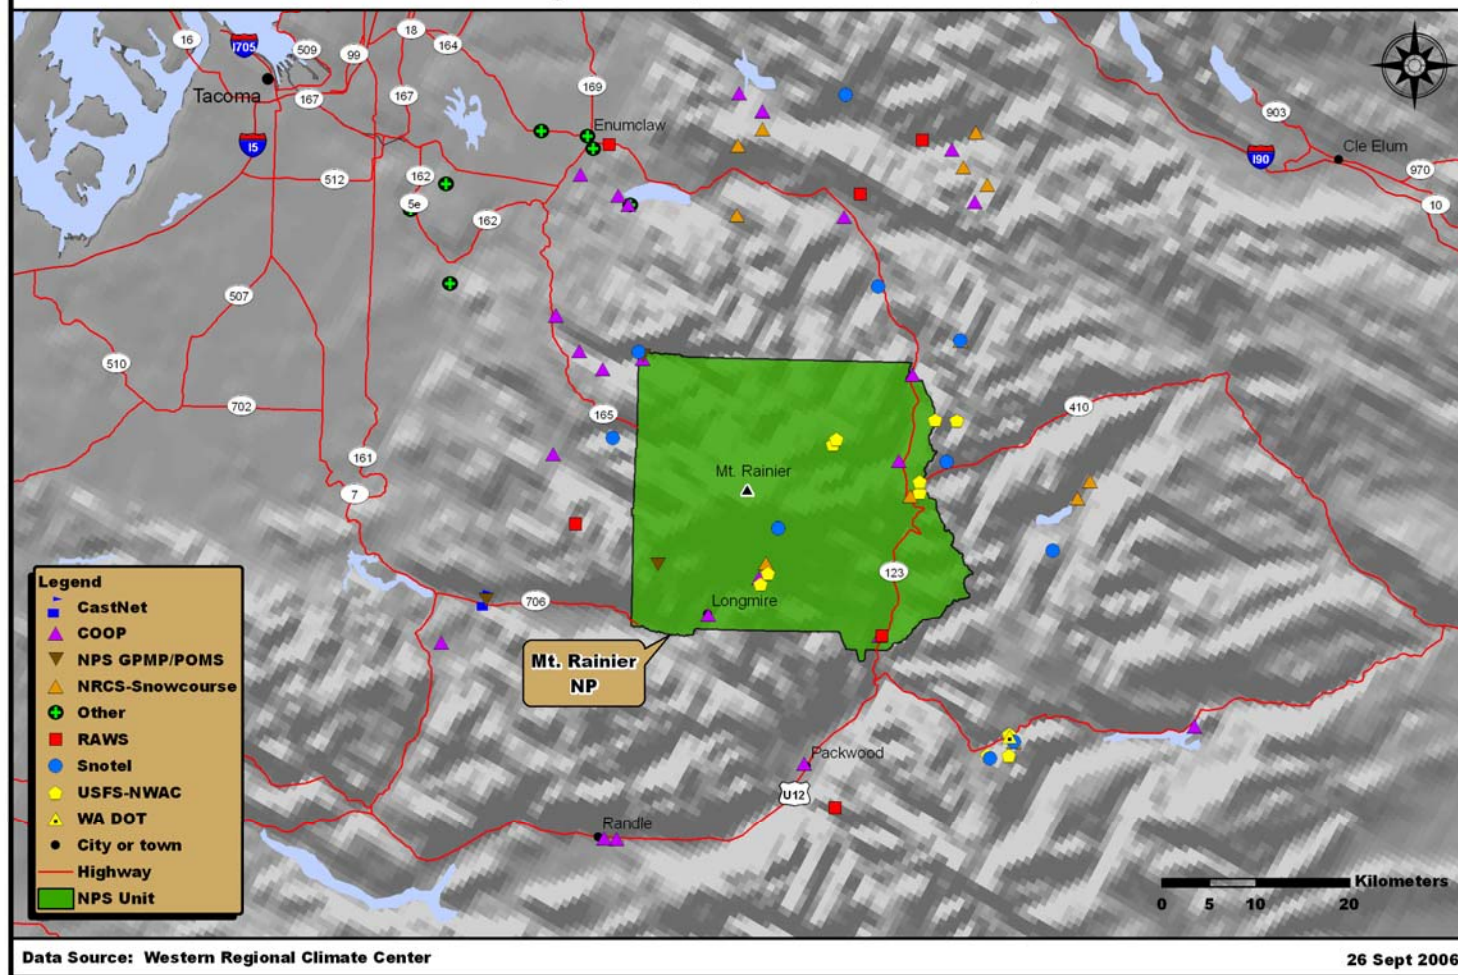 16
I705
509
99
18
164
Tacoma
167
167
169
Enumclaw
903
I5
I90
Cle Elum
970
512
162
5e
162
10
507
510
702
165
410
161
Mt. Rainier
7
123
706
Longmire
Mt. Rainier
NP
Packwood
U12
Randle
Legend
CastNet
COOP
NPS GPMP/POMS
NRCS-Snowcourse
Other
RAWS
Snotel
USFS-NWAC
WA DOT
City or town
Highway
NPS Unit
Kilometers
0 5 10 20
Data Source: Western Regional Climate Center
26 Sept 2006